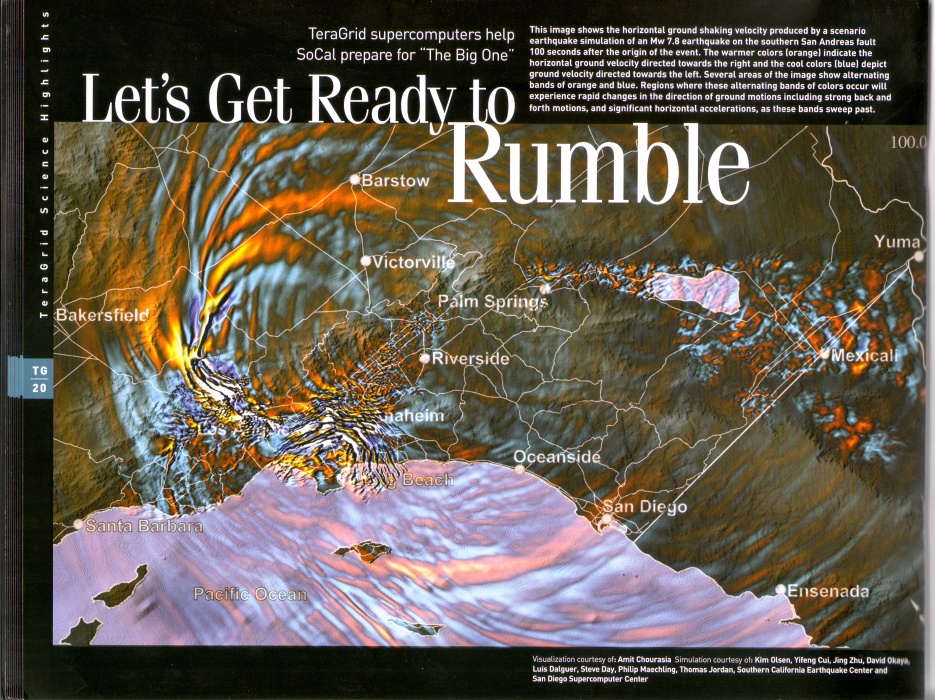 TeraGrid Science Highlights
TG
20
TeraGrid supercomputers help
SoCal prepare for "The Big One"
Let's Get Ready to
Rumble
This image shows the horizontal ground shaking velocity produced by a scenario
earthquake simulation of an Mw 7.8 earthquake on the southern San Andreas fault
100 seconds after the origin of the event. The warmer colors (orange) indicate the
horizontal ground velocity directed towards the right and the cool colors (blue) depict
ground velocity directed towards the left. Several areas of the image show alternating
bands of orange and blue. Regions where these alternating bands of colors occur will
experience rapid changes in the direction of ground motions including strong back and
forth motions, and significant horizontal accelerations, as these bands sweep past.
100.0
Barstow
Yuma
Victorville
Palm Springs
Bakersfield
Mexicali
Riverside
naheim
Oceanside
Beach
San Diego
Santa Barbara
Pacific Ocean
Ensenada
Visualization courtesy of: Amit Chourasia Simulation courtesy of: Kim Olsen, Yifeng Cui, Jing Zhu, David Okaya,
Luis Dalguer, Steve Day, Philip Maechling, Thomas Jordan, Southern California Earthquake Center and
San Diego Supercomputer Center